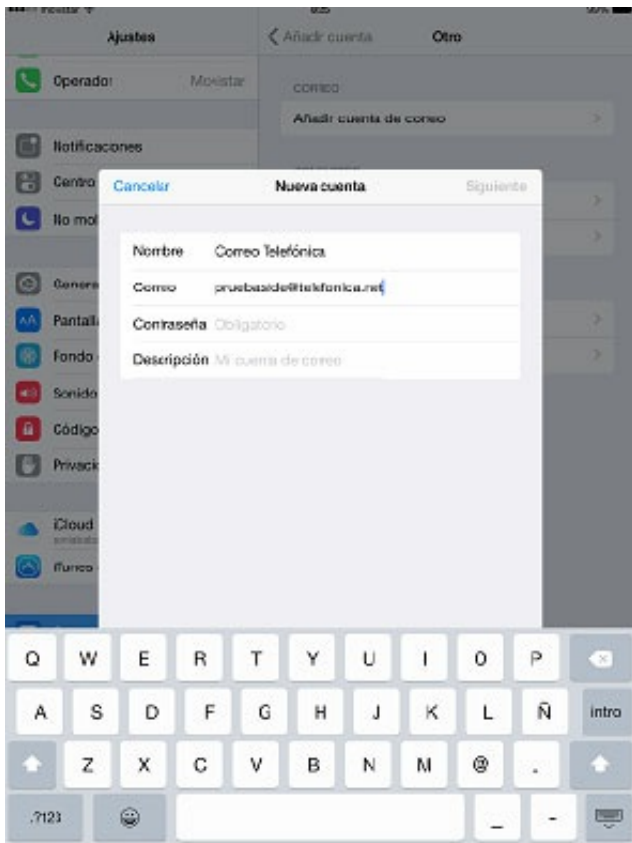 Ajustes
Añadir cuenta
Otro
Operador
Movistar
CORREO
Añadir cuenta de correo
Notificaciones
Centro
No mol
Cancelar
Nueva cuenta
Siguiente
Nombre Correo Telefónica
Correo pruebaside@telefonica.net
Contraseña Obligatorio
Descripción Mi cuenta de correo
Genera
Pantall
Fondo
Sonido
Código
Privaci
iCloud
iTunes
Q W E R T Y U I O P
A S D F G H J K L Ñ intro
Z X C V B N M @ .
.?123 _ -